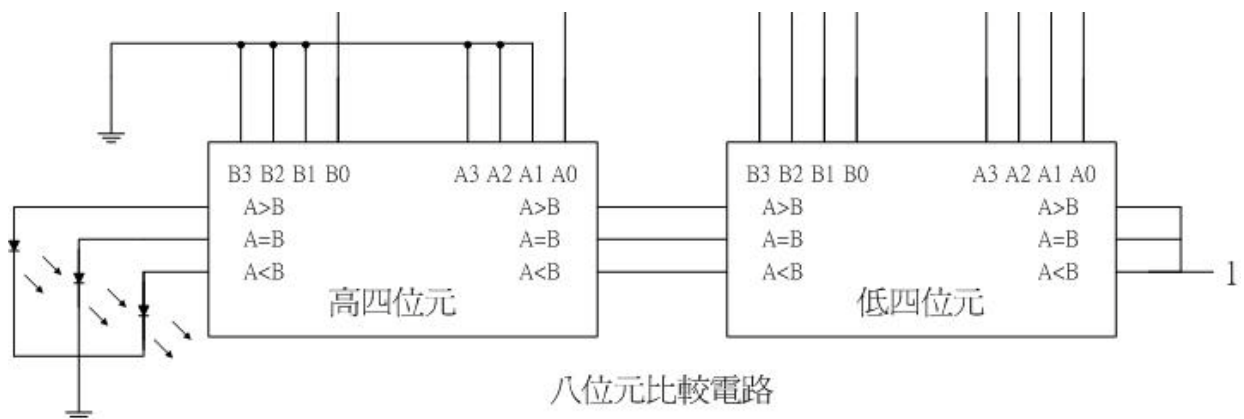 B3 B2 B1 B0 A3 A2 A1 A0 B3 B2 B1 B0 A3 A2 A1 A0
A>B A>B A>B A>B
A=B A=B A=B A=B
A<B A<B A<B A<B 1
高四位元 低四位元
八位元比較電路